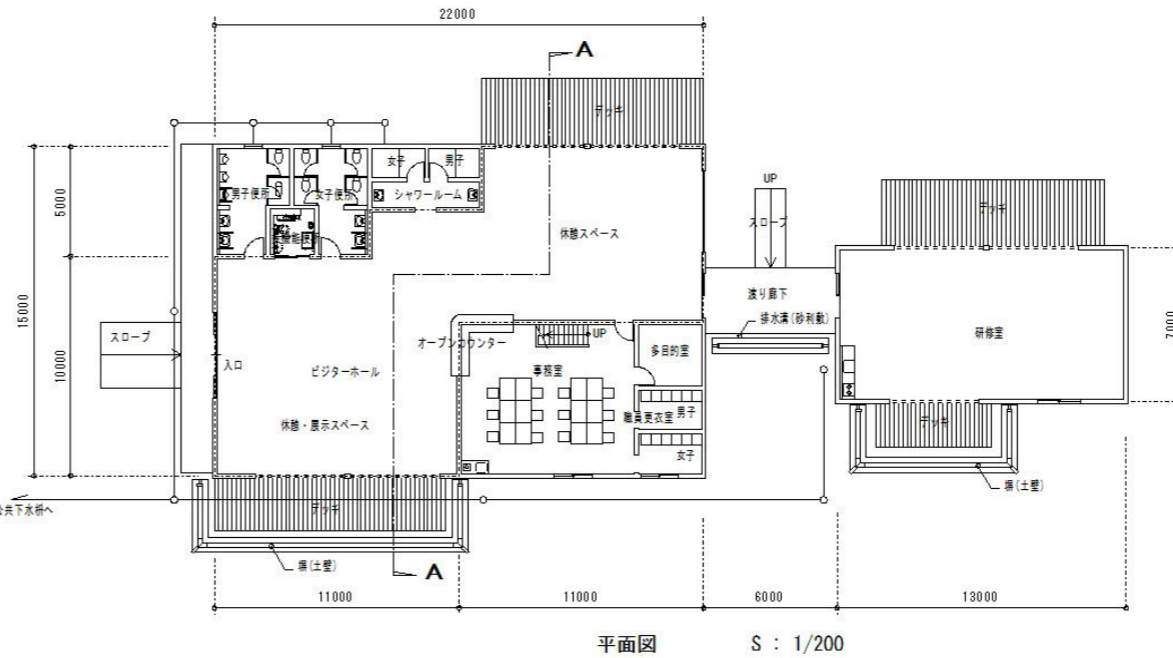 22000
A
デッキ
女子
男子
UP
男子便所
女子便所
シャワールーム
スロープ
デッキ
5000
多機能便所
休憩スペース
渡り廊下
排水溝(砂利敷)
15000
スロープ
オープンカウンター
UP
研修室
7000
10000
入口
ビジターホール
事務室
多目的室
休憩・展示スペース
職員更衣室
男子
女子
デッキ
公共下水桝へ
デッキ
塀(土壁)
塀(土壁)
A
11000
11000
6000
13000
平面図 S : 1/200